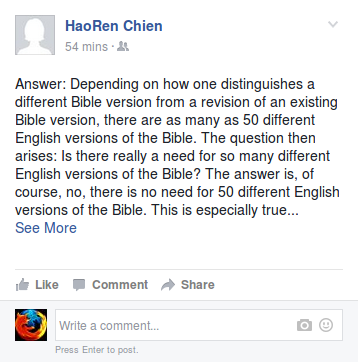 HaoRen Chien
54 mins ·
Answer: Depending on how one distinguishes a
different Bible version from a revision of an existing
Bible version, there are as many as 50 different
English versions of the Bible. The question then
arises: Is there really a need for so many different
English versions of the Bible? The answer is, of
course, no, there is no need for 50 different English
versions of the Bible. This is especially true...
See More
Like Comment Share
Write a comment...
Press Enter to post.